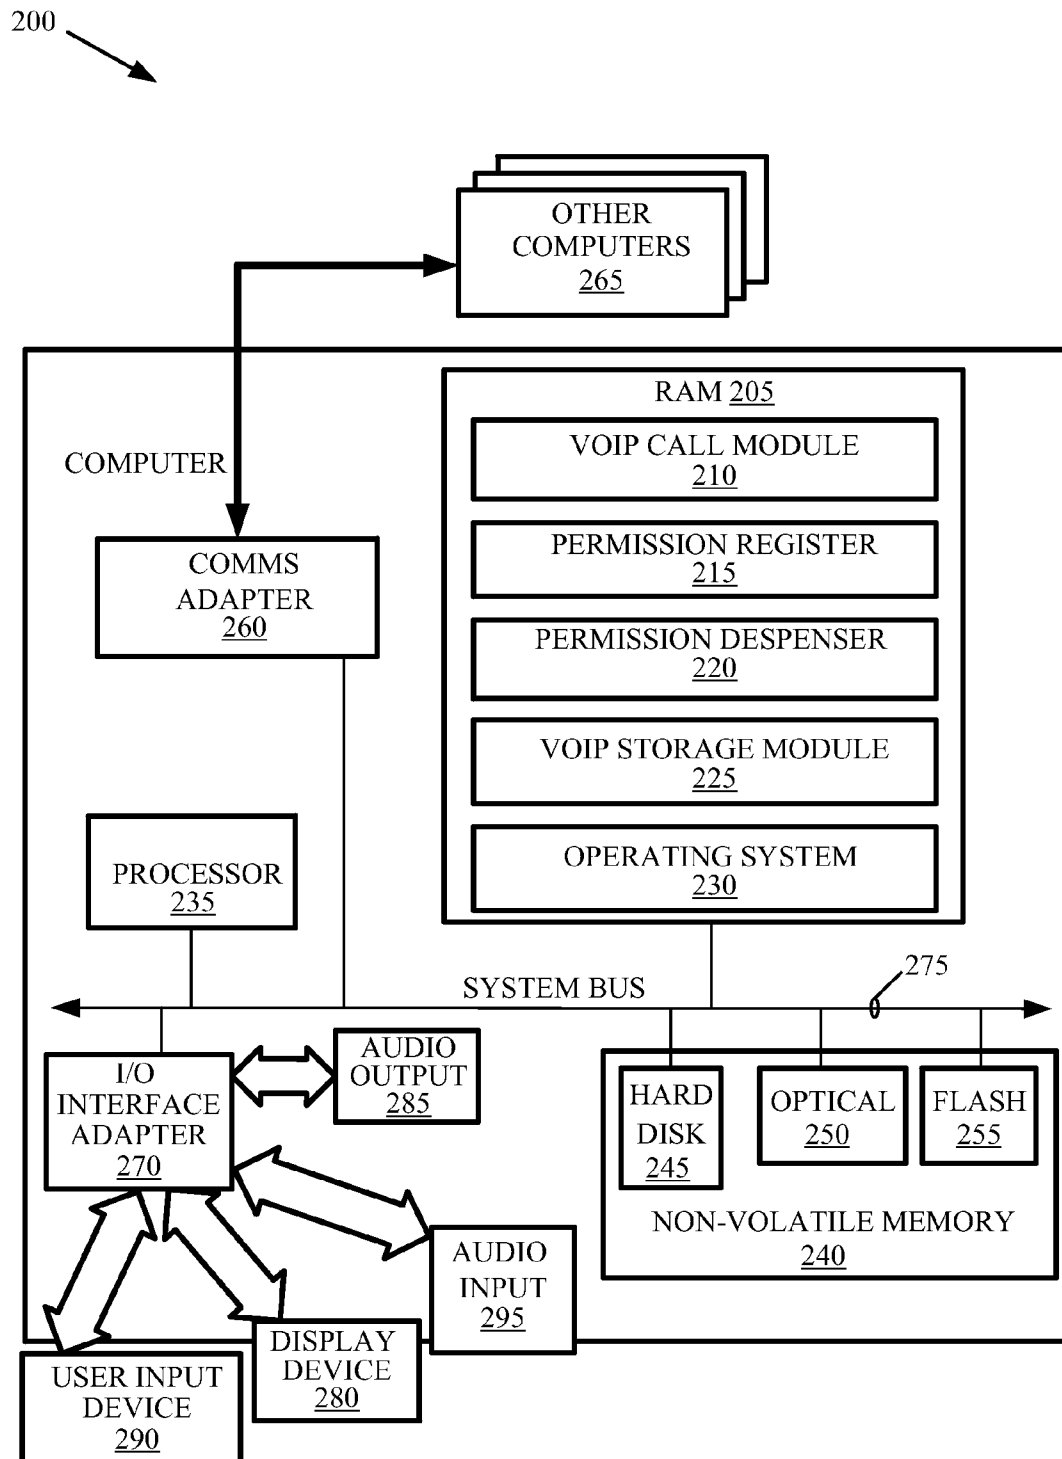 200
OTHER
COMPUTERS
265
RAM 205
VOIP CALL MODULE
210
COMPUTER
PERMISSION REGISTER
215
COMMS
ADAPTER
260
PERMISSION DESPENSER
220
VOIP STORAGE MODULE
225
PROCESSOR
235
OPERATING SYSTEM
230
SYSTEM BUS
275
I/O
INTERFACE
ADAPTER
270
AUDIO
OUTPUT
285
HARD
DISK
245
OPTICAL
250
FLASH
255
NON-VOLATILE MEMORY
240
AUDIO
INPUT
295
DISPLAY
DEVICE
280
USER INPUT
DEVICE
290